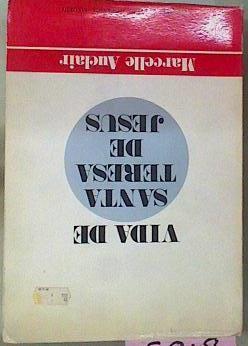 VIDA DE
SANTA
TERESA
DE
JESUS
Marcelle Auclair